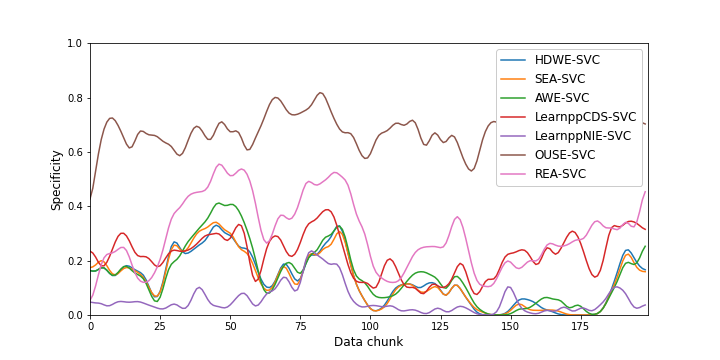 1.0
0.8
0.6
0.4
0.2
0.0
Specificity
0 25 50 75 100 125 150 175
Data chunk
HDWE-SVC
SEA-SVC
AWE-SVC
LearnppCDS-SVC
LearnppNIE-SVC
OUSE-SVC
REA-SVC